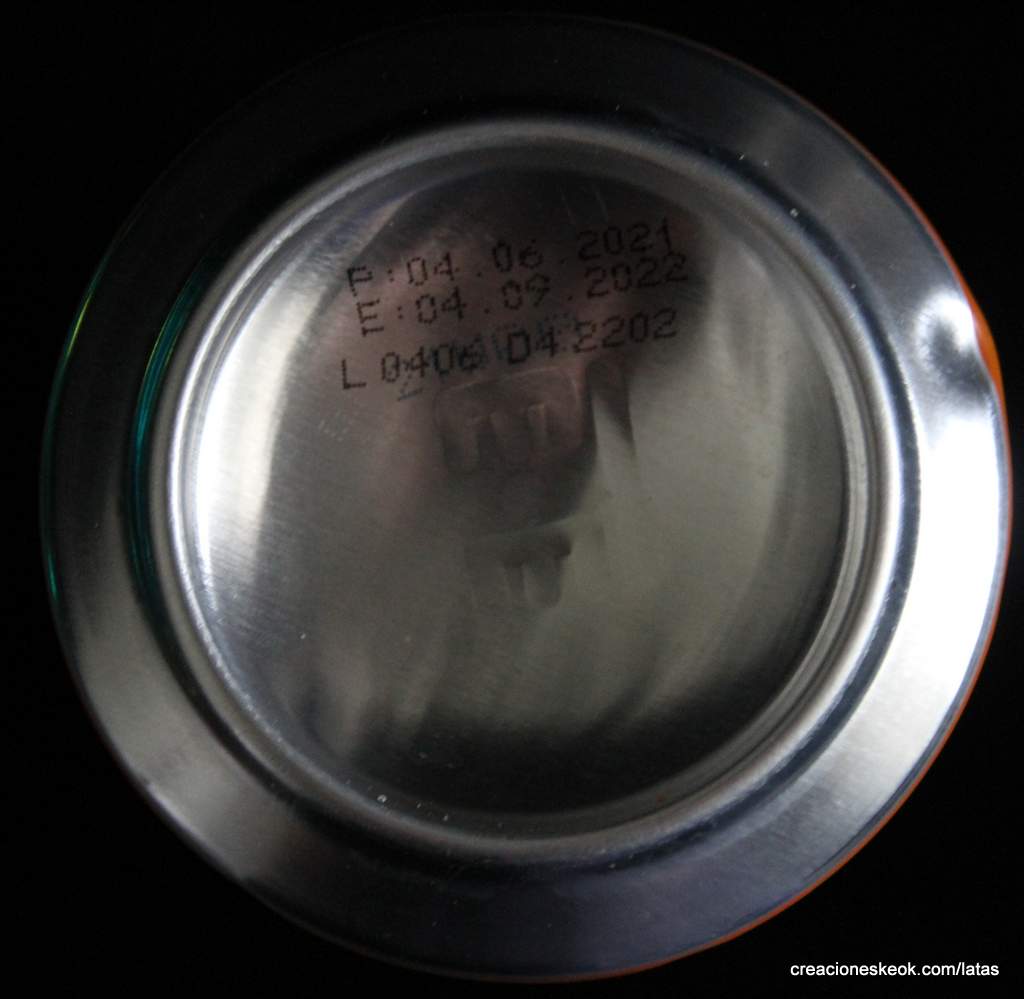 P:04.06.2021
E:04.09.2022
L 0406 D4 2202
creacioneskeok.com/latas